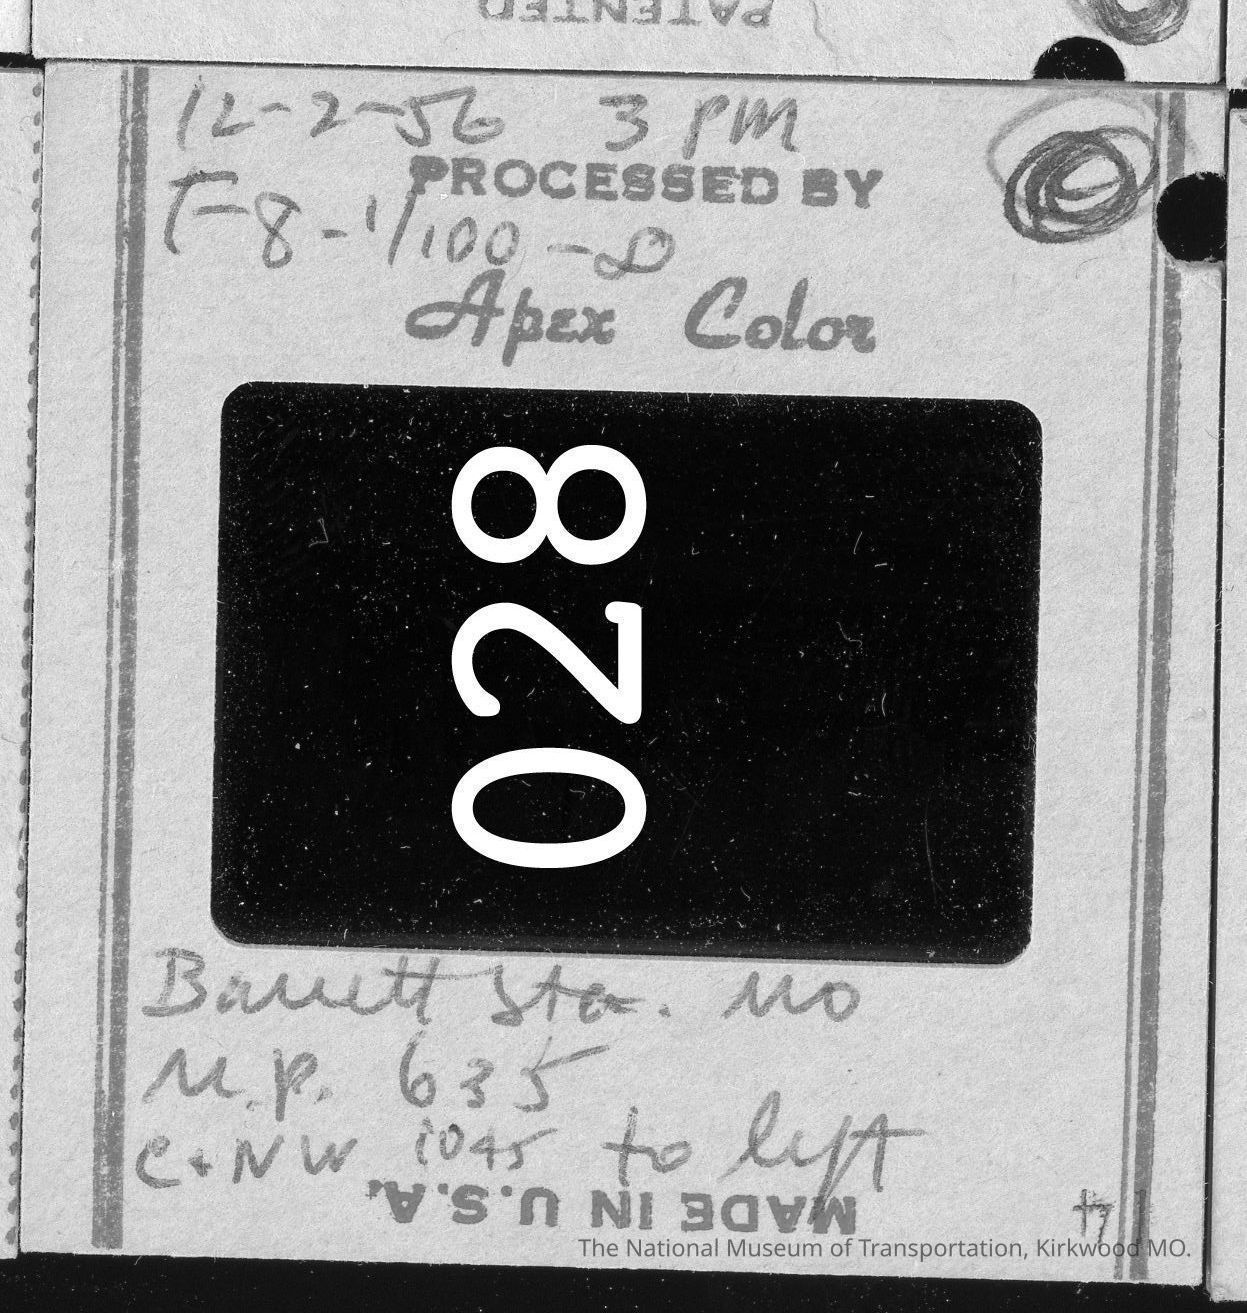 PATENTED
12-2-56 3 PM
PROCESSED BY
F-8-1/100-∞
Apex Color
028
Barrett Sta. Mo
M.P. 635
C+NW 1045 to left
MADE IN U.S.A.
The National Museum of Transportation, Kirkwood MO.